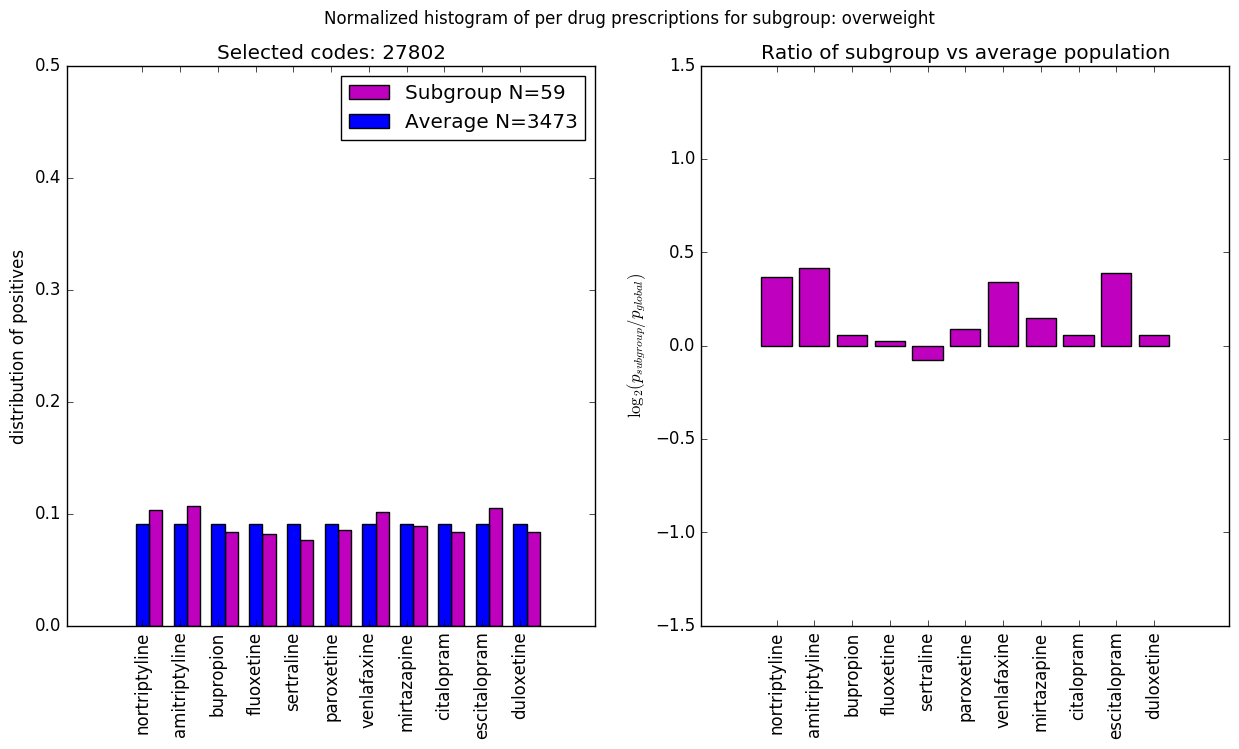 Normalized histogram of per drug prescriptions for subgroup: overweight
Selected codes: 27802
0.5
0.4
0.3
0.2
0.1
0.0
distribution of positives
Subgroup N=59
Average N=3473
nortriptyline
amitriptyline
bupropion
fluoxetine
sertraline
paroxetine
venlafaxine
mirtazapine
citalopram
escitalopram
duloxetine
Ratio of subgroup vs average population
1.5
1.0
0.5
0.0
−0.5
−1.0
−1.5
log₂(p_subgroup/p_global)
nortriptyline
amitriptyline
bupropion
fluoxetine
sertraline
paroxetine
venlafaxine
mirtazapine
citalopram
escitalopram
duloxetine